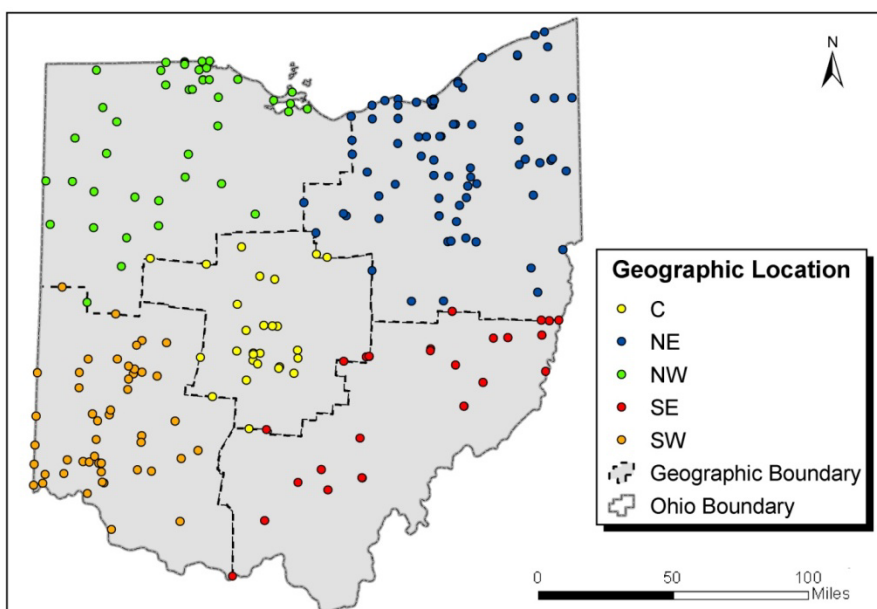 N
Geographic Location
C
NE
NW
SE
SW
Geographic Boundary
Ohio Boundary
0 50 100
Miles